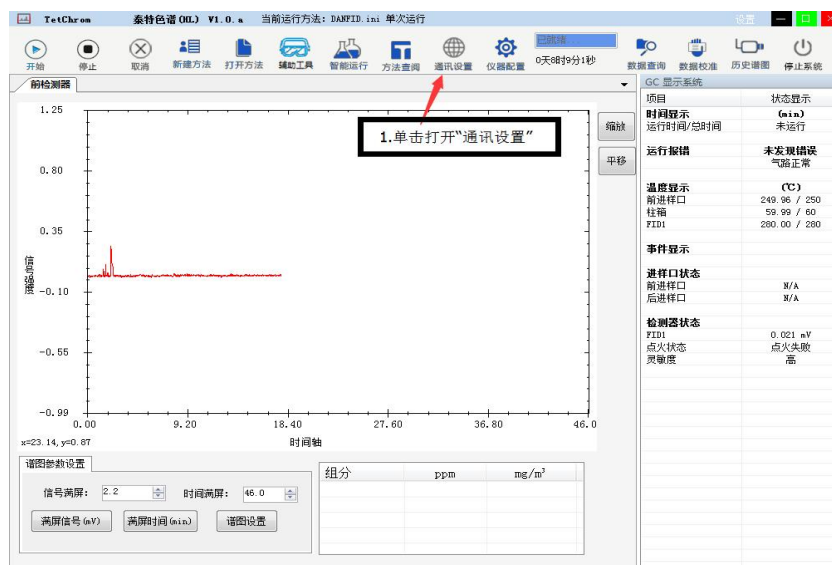 TetChrom 泰特色谱(HL) V1.0.a 当前运行方法: DANFID.ini 单次运行 设置
开始 停止 取消 新建方法 打开方法 辅助工具 智能运行 方法查阅 通讯设置 仪器配置 已就绪 0天8时9分1秒 数据查询 数据校准 历史谱图 停止系统
前检测器
1.单击打开“通讯设置”
缩放
平移
信号强度
1.25
0.80
0.35
-0.10
-0.55
-0.99
0.00 9.20 18.40 27.60 36.80 46.0
x=23.14,y=0.87 时间轴
谱图参数设置
信号满屏: 2.2 时间满屏: 46.0
满屏信号(mV) 满屏时间(min) 谱图设置
组分 ppm mg/m³
GC 显示系统
项目 状态显示
时间显示 (min)
运行时间/总时间 未运行
运行报错 未发现错误
气路正常
温度显示 (℃)
前进样口 249.96 / 250
柱箱 59.99 / 60
FID1 280.00 / 280
事件显示
进样口状态
前进样口 N/A
后进样口 N/A
检测器状态
FID1 0.021 mV
点火状态 点火失败
灵敏度 高